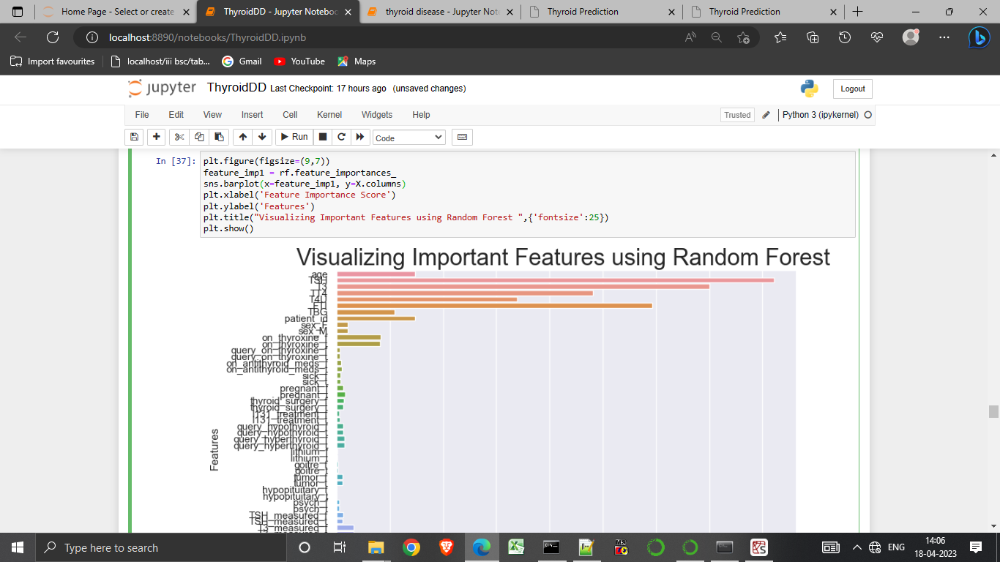 Home Page - Select or create
ThyroidDD - Jupyter Notebook
thyroid disease - Jupyter Note
Thyroid Prediction
Thyroid Prediction
localhost:8890/notebooks/ThyroidDD.ipynb
Import favourites
localhost/iii bsc/tab...
Gmail
YouTube
Maps
jupyter
ThyroidDD Last Checkpoint: 17 hours ago (unsaved changes)
Logout
File Edit View Insert Cell Kernel Widgets Help
Trusted
Python 3 (ipykernel)
Run
Code
In [37]:
plt.figure(figsize=(9,7))
feature_imp1 = rf.feature_importances_
sns.barplot(x=feature_imp1, y=X.columns)
plt.xlabel('Feature Importance Score')
plt.ylabel('Features')
plt.title("Visualizing Important Features using Random Forest ",{'fontsize':25})
plt.show()
Visualizing Important Features using Random Forest
age
TSH
T3
TT4
T4U
FTI
TBG
patient_id
sex_F
sex_M
on_thyroxine_f
on_thyroxine_t
query_on_thyroxine_f
query_on_thyroxine_t
on_antithyroid_meds_f
on_antithyroid_meds_t
sick_f
sick_t
pregnant_f
pregnant_t
thyroid_surgery_f
thyroid_surgery_t
I131_treatment_f
I131_treatment_t
query_hypothyroid_f
query_hypothyroid_t
query_hyperthyroid_f
query_hyperthyroid_t
lithium_f
lithium_t
goitre_f
goitre_t
tumor_f
tumor_t
hypopituitary_f
hypopituitary_t
psych_f
psych_t
TSH_measured_f
TSH_measured_t
T3_measured_f
Features
Type here to search
ENG
14:06
18-04-2023